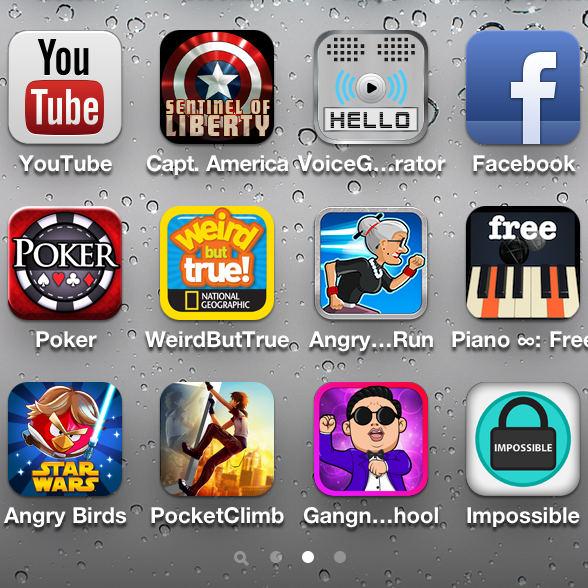 You
Tube
SENTINEL OF
LIBERTY
HELLO
f
YouTube
Capt. America
VoiceG...rator
Facebook
POKER
weird
but
true!
NATIONAL
GEOGRAPHIC
free
Poker
WeirdButTrue
Angry...Run
Piano ∞: Free
STAR
WARS
IMPOSSIBLE
Angry Birds
PocketClimb
Gangn...hool
Impossible